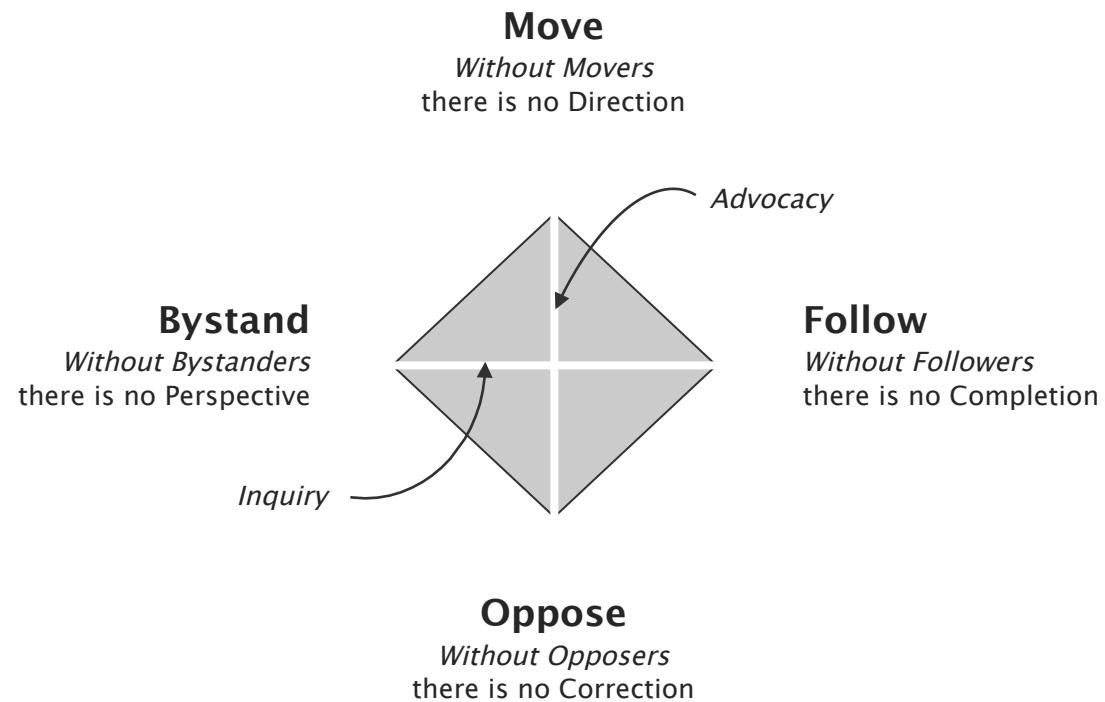 Move
Without Movers
there is no Direction
Advocacy
Bystand
Without Bystanders
there is no Perspective
Follow
Without Followers
there is no Completion
Inquiry
Oppose
Without Opposers
there is no Correction